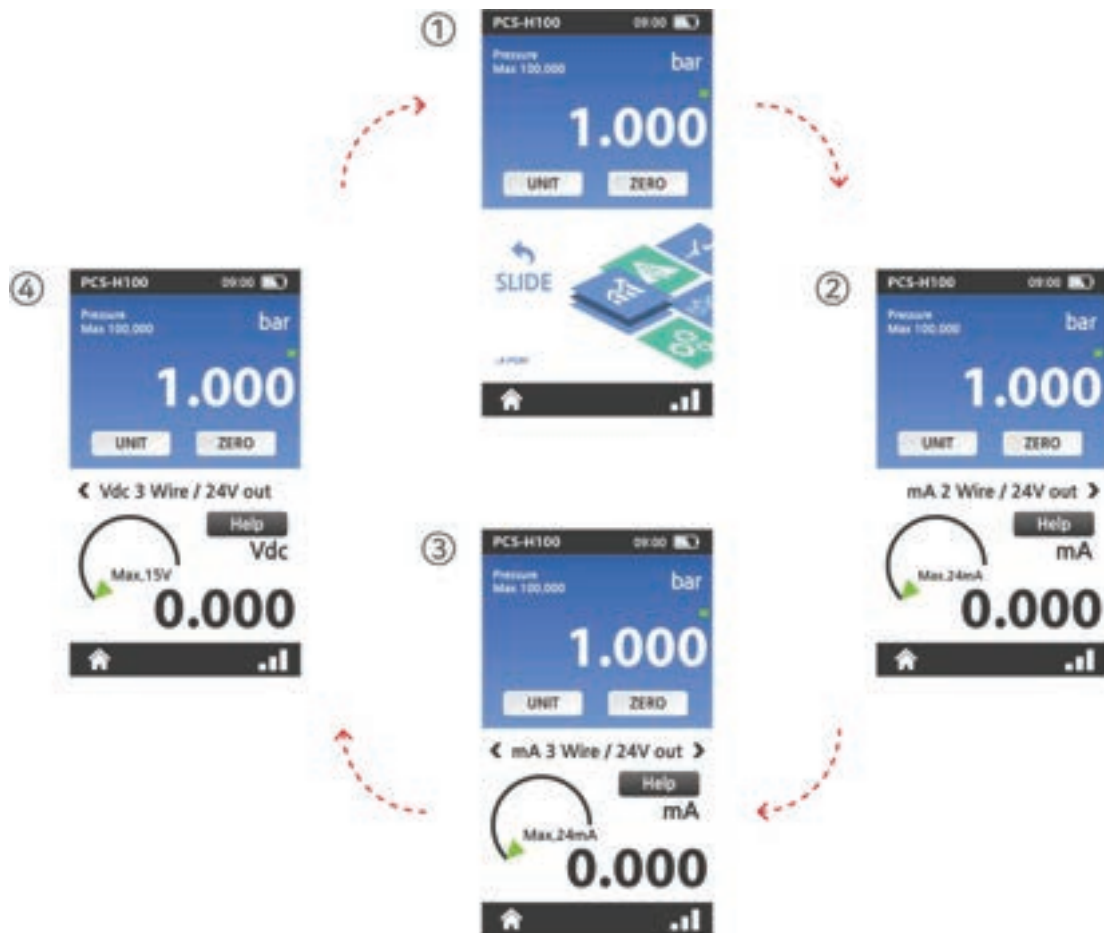 ①
PCS-H100 09:00
Pressure
Max 100,000 bar
1.000
UNIT ZERO
SLIDE
②
PCS-H100 09:00
Pressure
Max 100,000 bar
1.000
UNIT ZERO
mA 2 Wire / 24V out >
Help
mA
Max.24mA
0.000
③
PCS-H100 09:00
Pressure
Max 100,000 bar
1.000
UNIT ZERO
< mA 3 Wire / 24V out >
Help
mA
Max.24mA
0.000
④
PCS-H100 09:00
Pressure
Max 100,000 bar
1.000
UNIT ZERO
< Vdc 3 Wire / 24V out
Help
Vdc
Max.15V
0.000